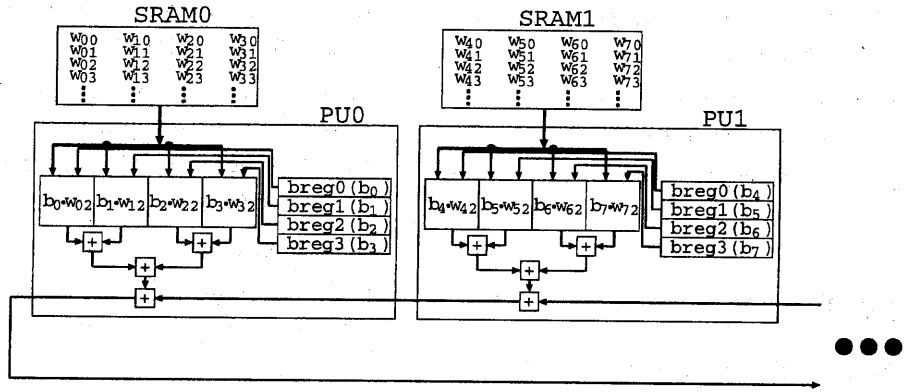 SRAM0
w00 w10 w20 w30
w01 w11 w21 w31
w02 w12 w22 w32
w03 w13 w23 w33
SRAM1
w40 w50 w60 w70
w41 w51 w61 w71
w42 w52 w62 w72
w43 w53 w63 w73
PU0
b0•w02 b1•w12 b2•w22 b3•w32
breg0(b0)
breg1(b1)
breg2(b2)
breg3(b3)
+ +
+
+
PU1
b4•w42 b5•w52 b6•w62 b7•w72
breg0(b4)
breg1(b5)
breg2(b6)
breg3(b7)
+ +
+
+